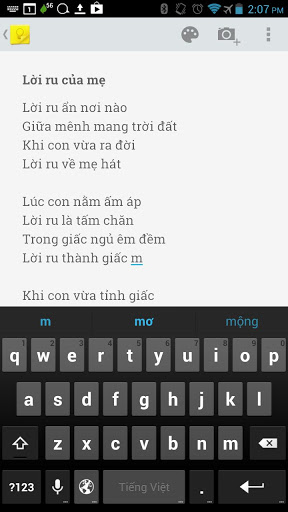 1 56 2:07 PM
Lời ru của mẹ
Lời ru ẩn nơi nào
Giữa mênh mang trời đất
Khi con vừa ra đời
Lời ru về mẹ hát
Lúc con nằm ấm áp
Lời ru là tấm chăn
Trong giấc ngủ êm đềm
Lời ru thành giấc m
Khi con vừa tỉnh giấc
m mơ mộng
q w e r t y u i o p
a s d f g h j k l
z x c v b n m
?123 Tiếng Việt .